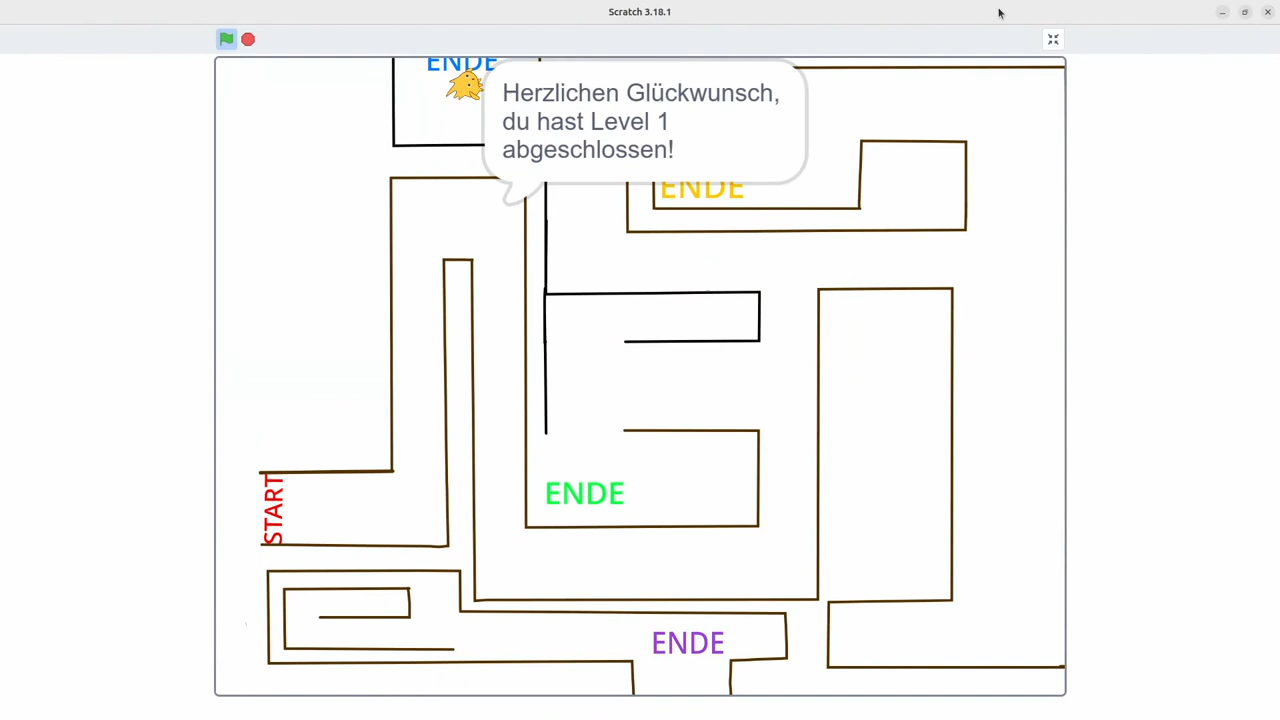 Scratch 3.18.1
ENDE
Herzlichen Glückwunsch,
du hast Level 1
abgeschlossen!
ENDE
ENDE
START
ENDE